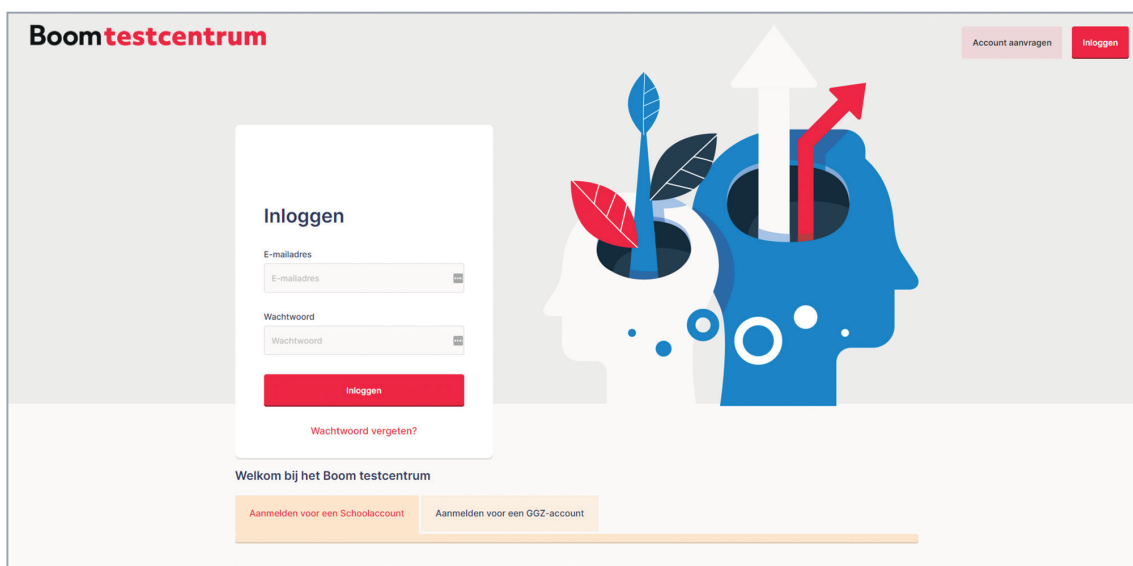 Boomtestcentrum
Account aanvragen
Inloggen
Inloggen
E-mailadres
E-mailadres
Wachtwoord
Wachtwoord
Inloggen
Wachtwoord vergeten?
Welkom bij het Boom testcentrum
Aanmelden voor een Schoolaccount
Aanmelden voor een GGZ-account